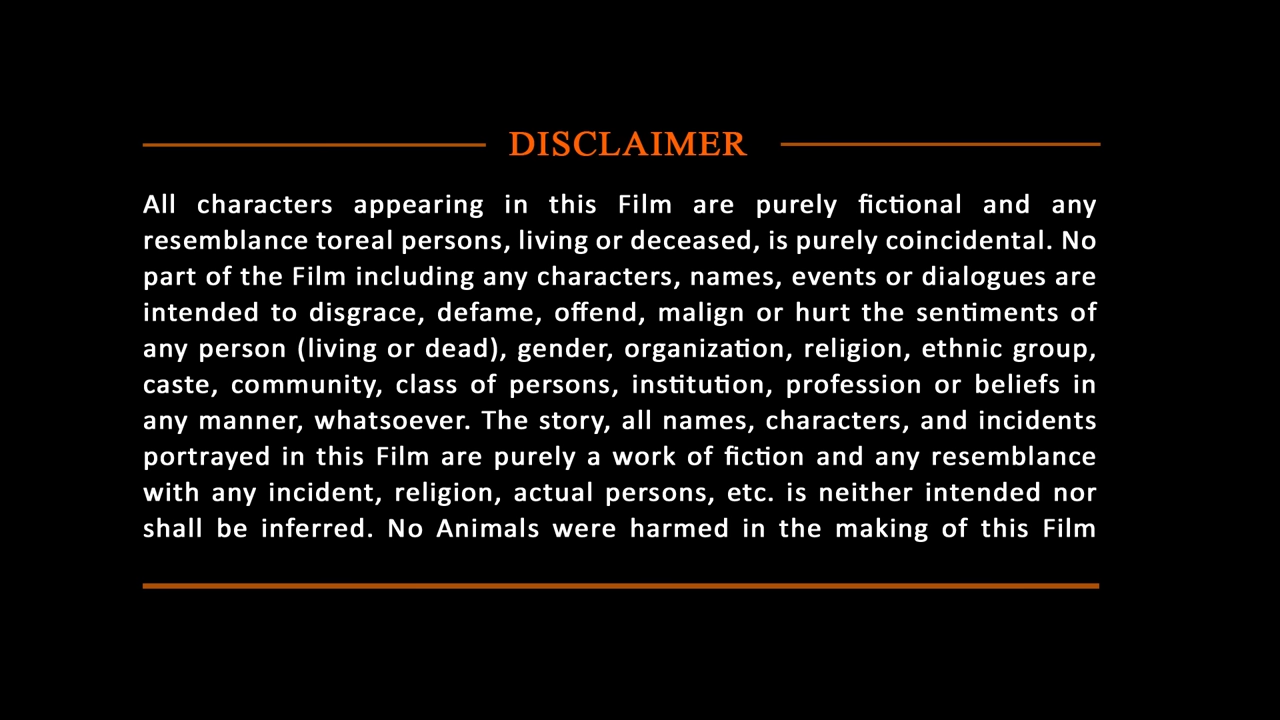 DISCLAIMER
All characters appearing in this Film are purely fictional and any
resemblance toreal persons, living or deceased, is purely coincidental. No
part of the Film including any characters, names, events or dialogues are
intended to disgrace, defame, offend, malign or hurt the sentiments of
any person (living or dead), gender, organization, religion, ethnic group,
caste, community, class of persons, institution, profession or beliefs in
any manner, whatsoever. The story, all names, characters, and incidents
portrayed in this Film are purely a work of fiction and any resemblance
with any incident, religion, actual persons, etc. is neither intended nor
shall be inferred. No Animals were harmed in the making of this Film